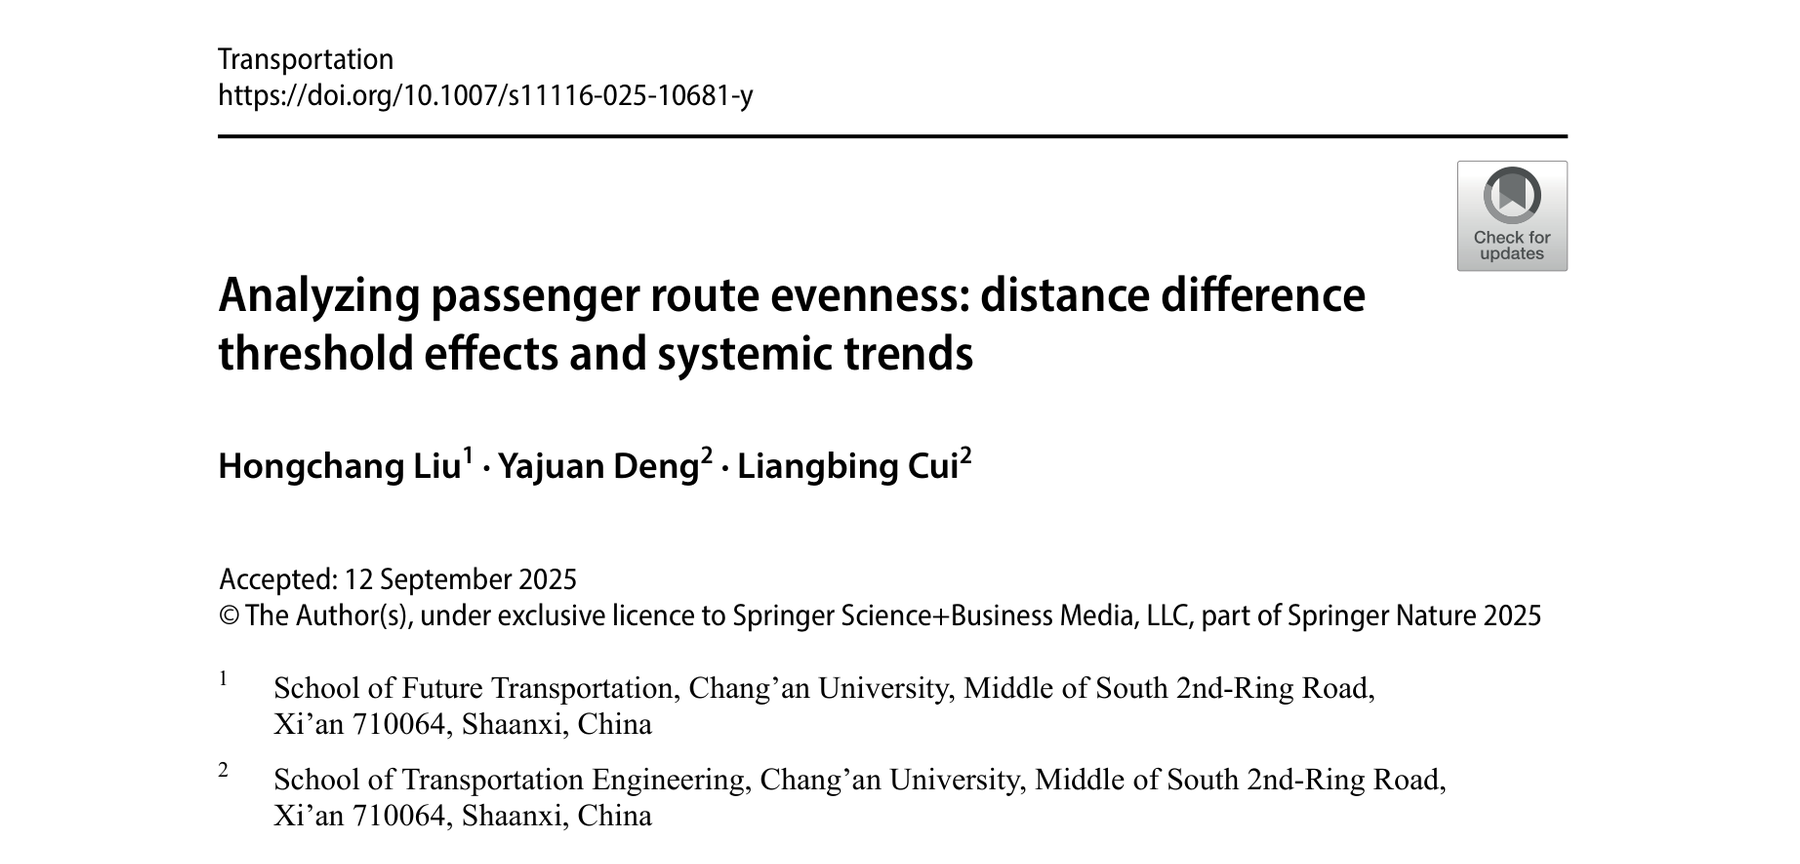 Transportation
https://doi.org/10.1007/s11116-025-10681-y
Check for
updates
Analyzing passenger route evenness: distance difference
threshold effects and systemic trends
Hongchang Liu¹ · Yajuan Deng² · Liangbing Cui²
Accepted: 12 September 2025
© The Author(s), under exclusive licence to Springer Science+Business Media, LLC, part of Springer Nature 2025
1 School of Future Transportation, Chang’an University, Middle of South 2nd-Ring Road,
Xi’an 710064, Shaanxi, China
2 School of Transportation Engineering, Chang’an University, Middle of South 2nd-Ring Road,
Xi’an 710064, Shaanxi, China